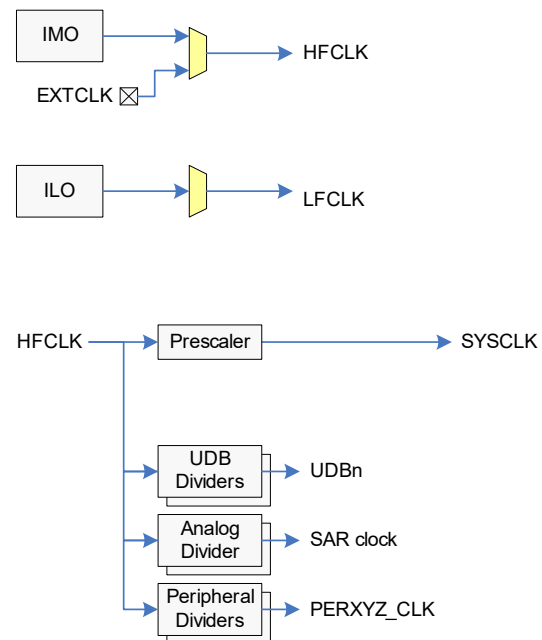 IMO
HFCLK
EXTCLK
ILO
LFCLK
HFCLK
Prescaler
SYSCLK
UDB
Dividers
UDBn
Analog
Divider
SAR clock
Peripheral
Dividers
PERXYZ_CLK